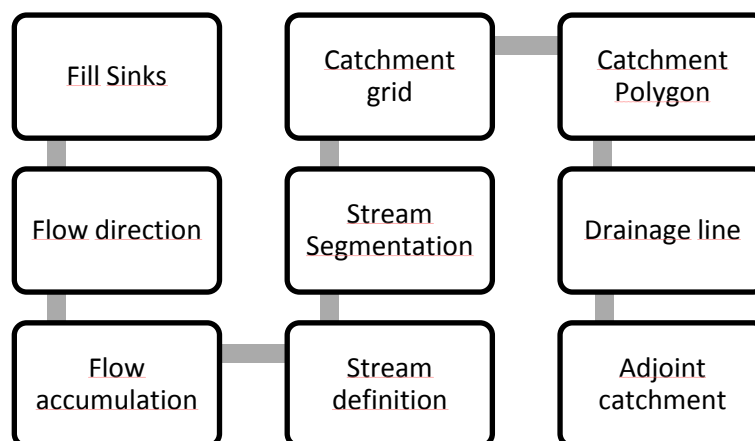 Fill Sinks
Flow direction
Flow
accumulation
Stream
definition
Stream
Segmentation
Catchment
grid
Catchment
Polygon
Drainage line
Adjoint
catchment